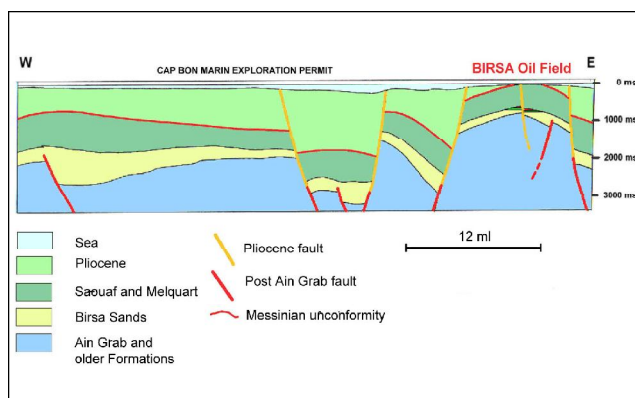 W
CAP BON MARIN EXPLORATION PERMIT
BIRSA Oil Field
E
0 ms
1000 ms
2000 ms
3000 ms
Sea
Pliocene
Saouaf and Melquart
Birsa Sands
Ain Grab and
older Formations
Pliocene fault
Post Ain Grab fault
Messinian unconformity
12 ml